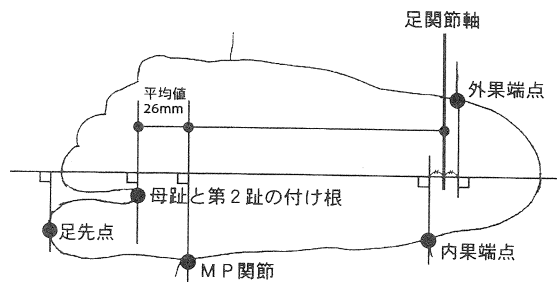 足関節軸
平均値
26mm
外果端点
母趾と第2趾の付け根
足先点
内果端点
MP関節